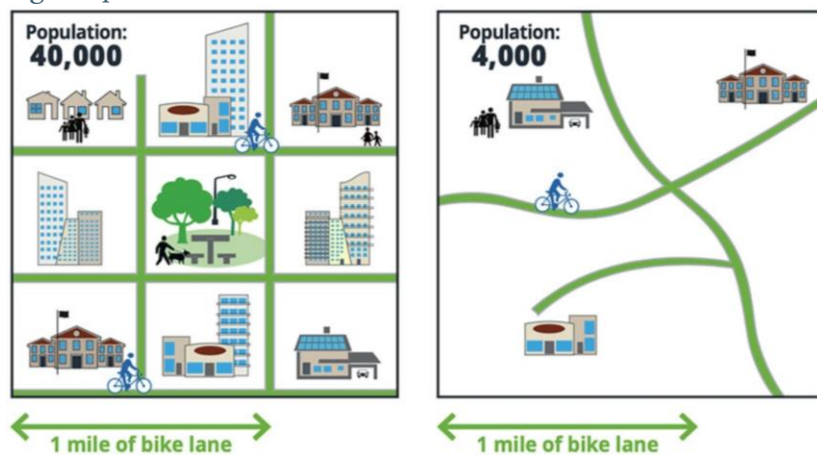 Population:
40,000
Population:
4,000
1 mile of bike lane
1 mile of bike lane